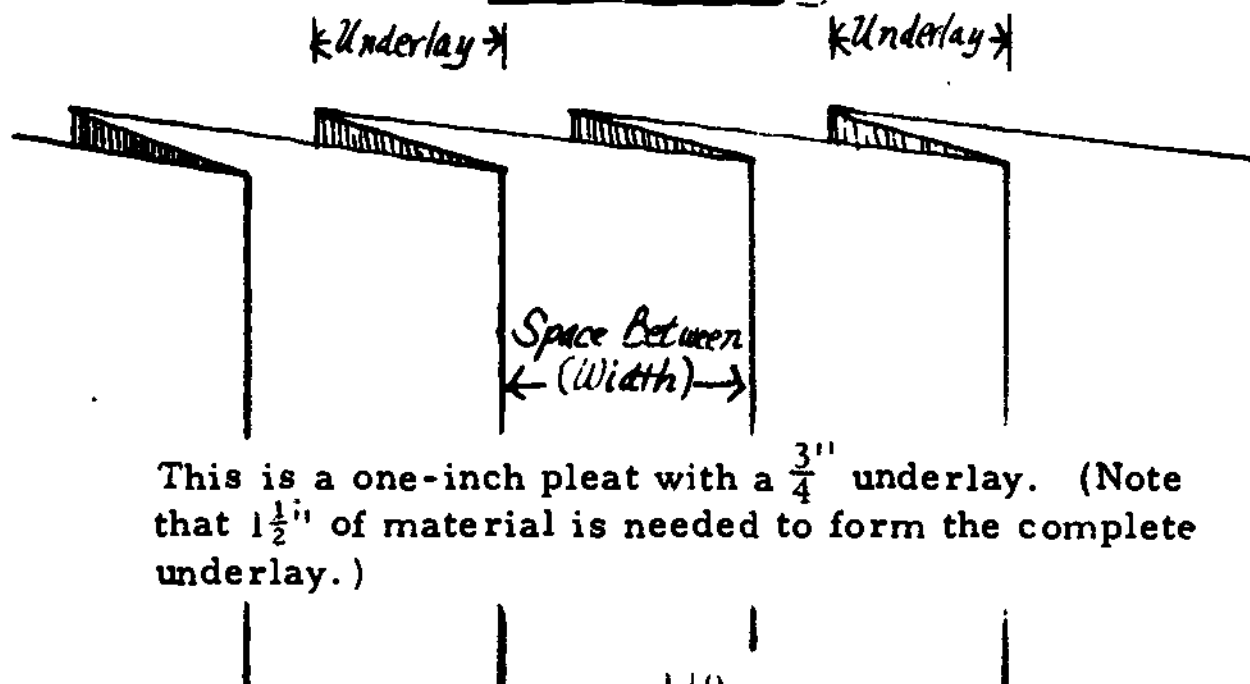 Underlay Underlay
Space Between
(Width)
This is a one-inch pleat with a 3/4" underlay. (Note
that 1 1/2" of material is needed to form the complete
underlay.)